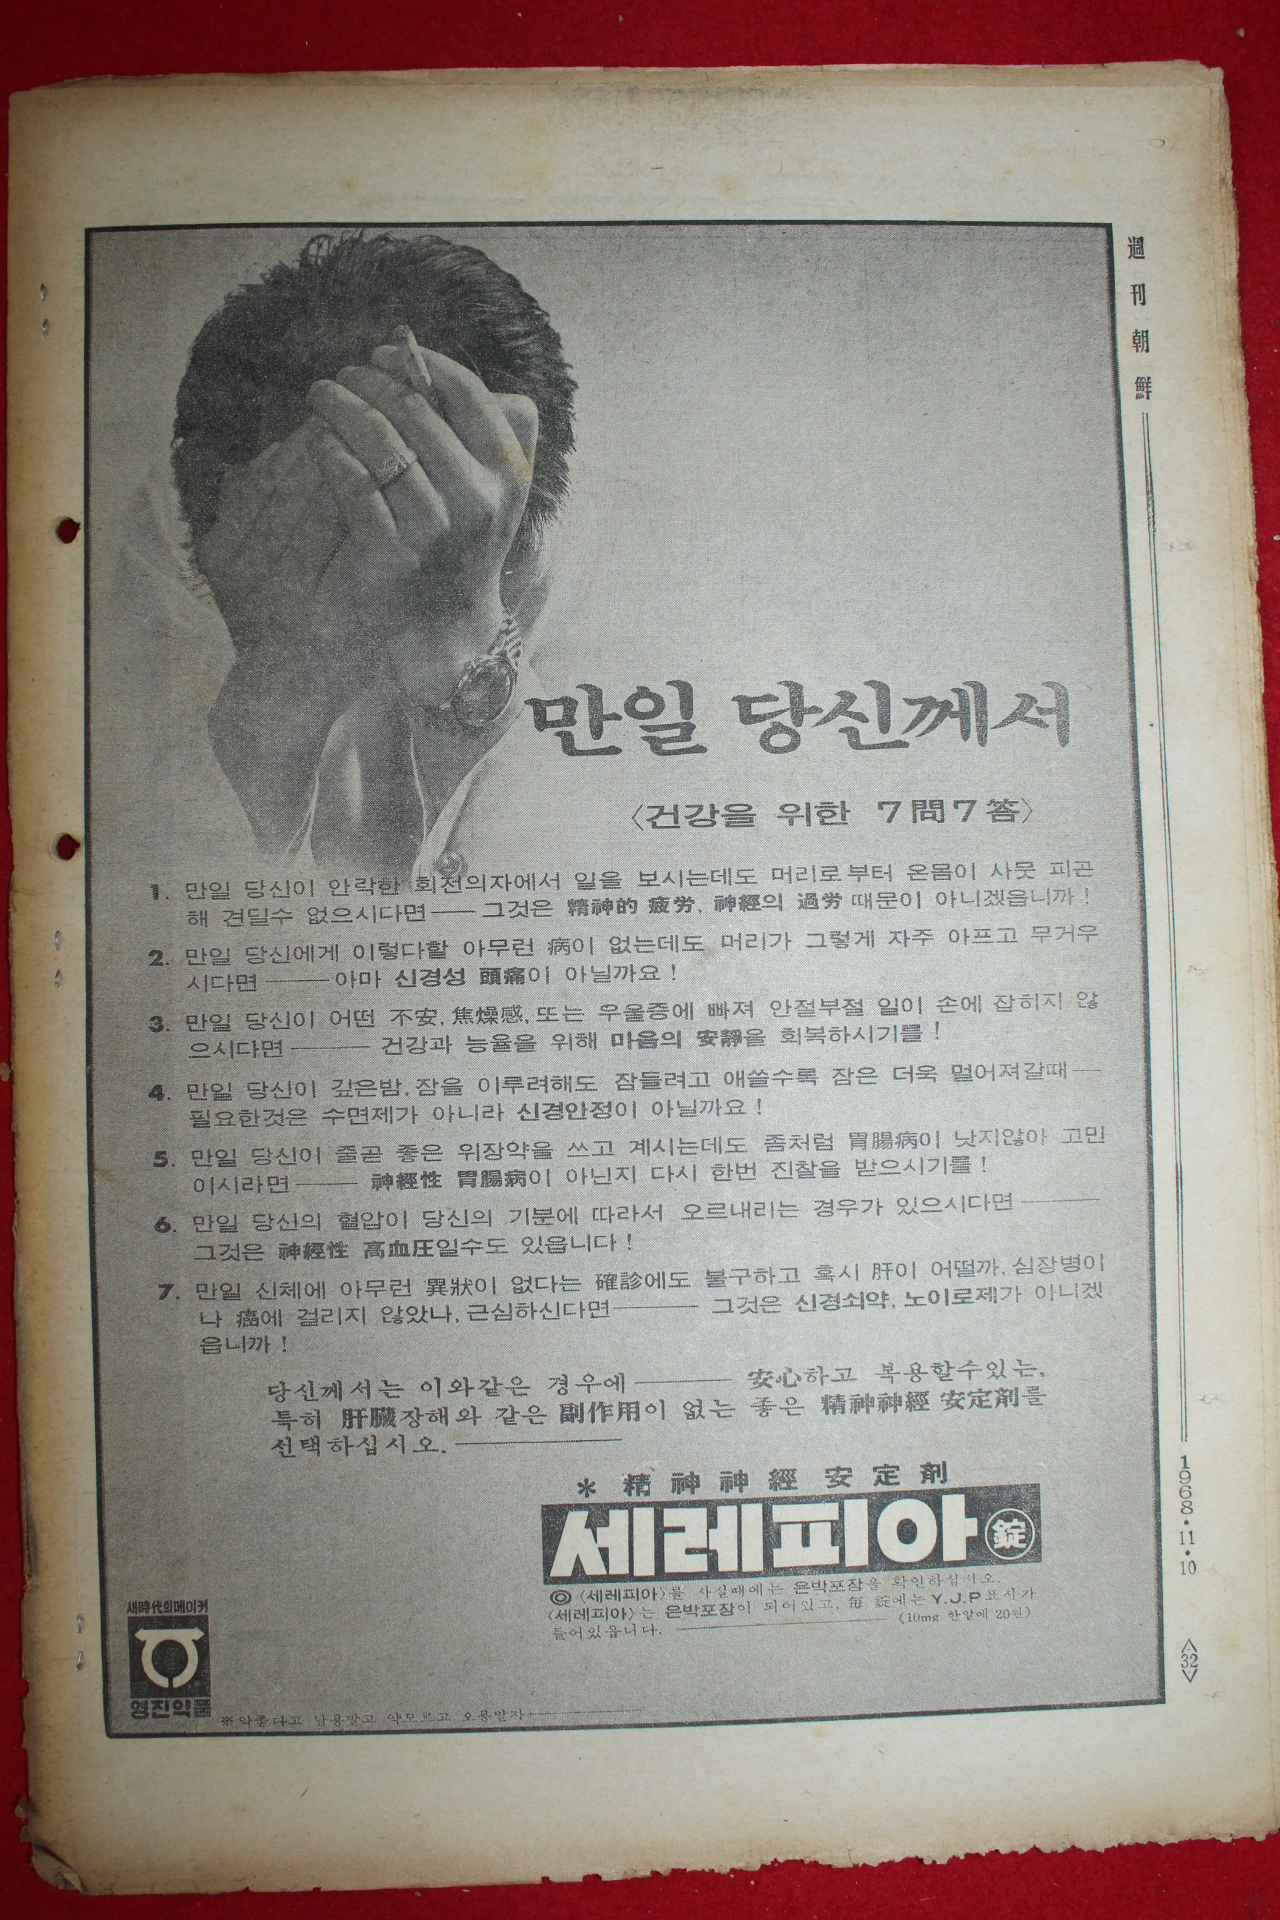 週刊朝鮮
만일 당신께서
〈건강을 위한 7問7答〉
1. 만일 당신이 안락한 회전의자에서 일을 보시는데도 머리로부터 온몸이 사뭇 피곤
해 견딜수 없으시다면── 그것은 精神的 疲労, 神經의 過労 때문이 아니겠읍니까!
2. 만일 당신에게 이렇다할 아무런 病이 없는데도 머리가 그렇게 자주 아프고 무거우
시다면 ──아마 신경성 頭痛이 아닐까요!
3. 만일 당신이 어떤 不安, 焦燥感, 또는 우울증에 빠져 안절부절 일이 손에 잡히지 않
으시다면── 건강과 능율을 위해 마음의 安靜을 회복하시기를!
4. 만일 당신이 깊은밤, 잠을 이루려해도 잠들려고 애쓸수록 잠은 더욱 멀어져갈때─
필요한것은 수면제가 아니라 신경안정이 아닐까요!
5. 만일 당신이 줄곧 좋은 위장약을 쓰고 계시는데도 좀처럼 胃腸病이 낫지않아 고민
이시라면── 神經性 胃腸病이 아닌지 다시 한번 진찰을 받으시기를!
6. 만일 당신의 혈압이 당신의 기분에 따라서 오르내리는 경우가 있으시다면──
그것은 神經性 高血圧일수도 있읍니다!
7. 만일 신체에 아무런 異狀이 없다는 確診에도 불구하고 혹시 肝이 어떨까, 심장병이
나 癌에 걸리지 않았나, 근심하신다면── 그것은 신경쇠약, 노이로제가 아니겠
읍니까!
당신께서는 이와같은 경우에── 安心하고 복용할수있는,
특히 肝臟장해와 같은 副作用이 없는 좋은 精神神經 安定剤를
선택하십시오.──
* 精神神經安定剤
세레피아 錠
◎〈세레피아〉를 사실때에는 은박포장을 확인하십시오.
〈세레피아〉는 은박포장이 되어있고, 每 錠에는 Y.J.P 표시가
들어있읍니다. ── 《10mg 한알에 20원》
새時代의메이커
영진약품
※약좋다고 남용말고 약모르고 오용말자──
1968・11・10
32